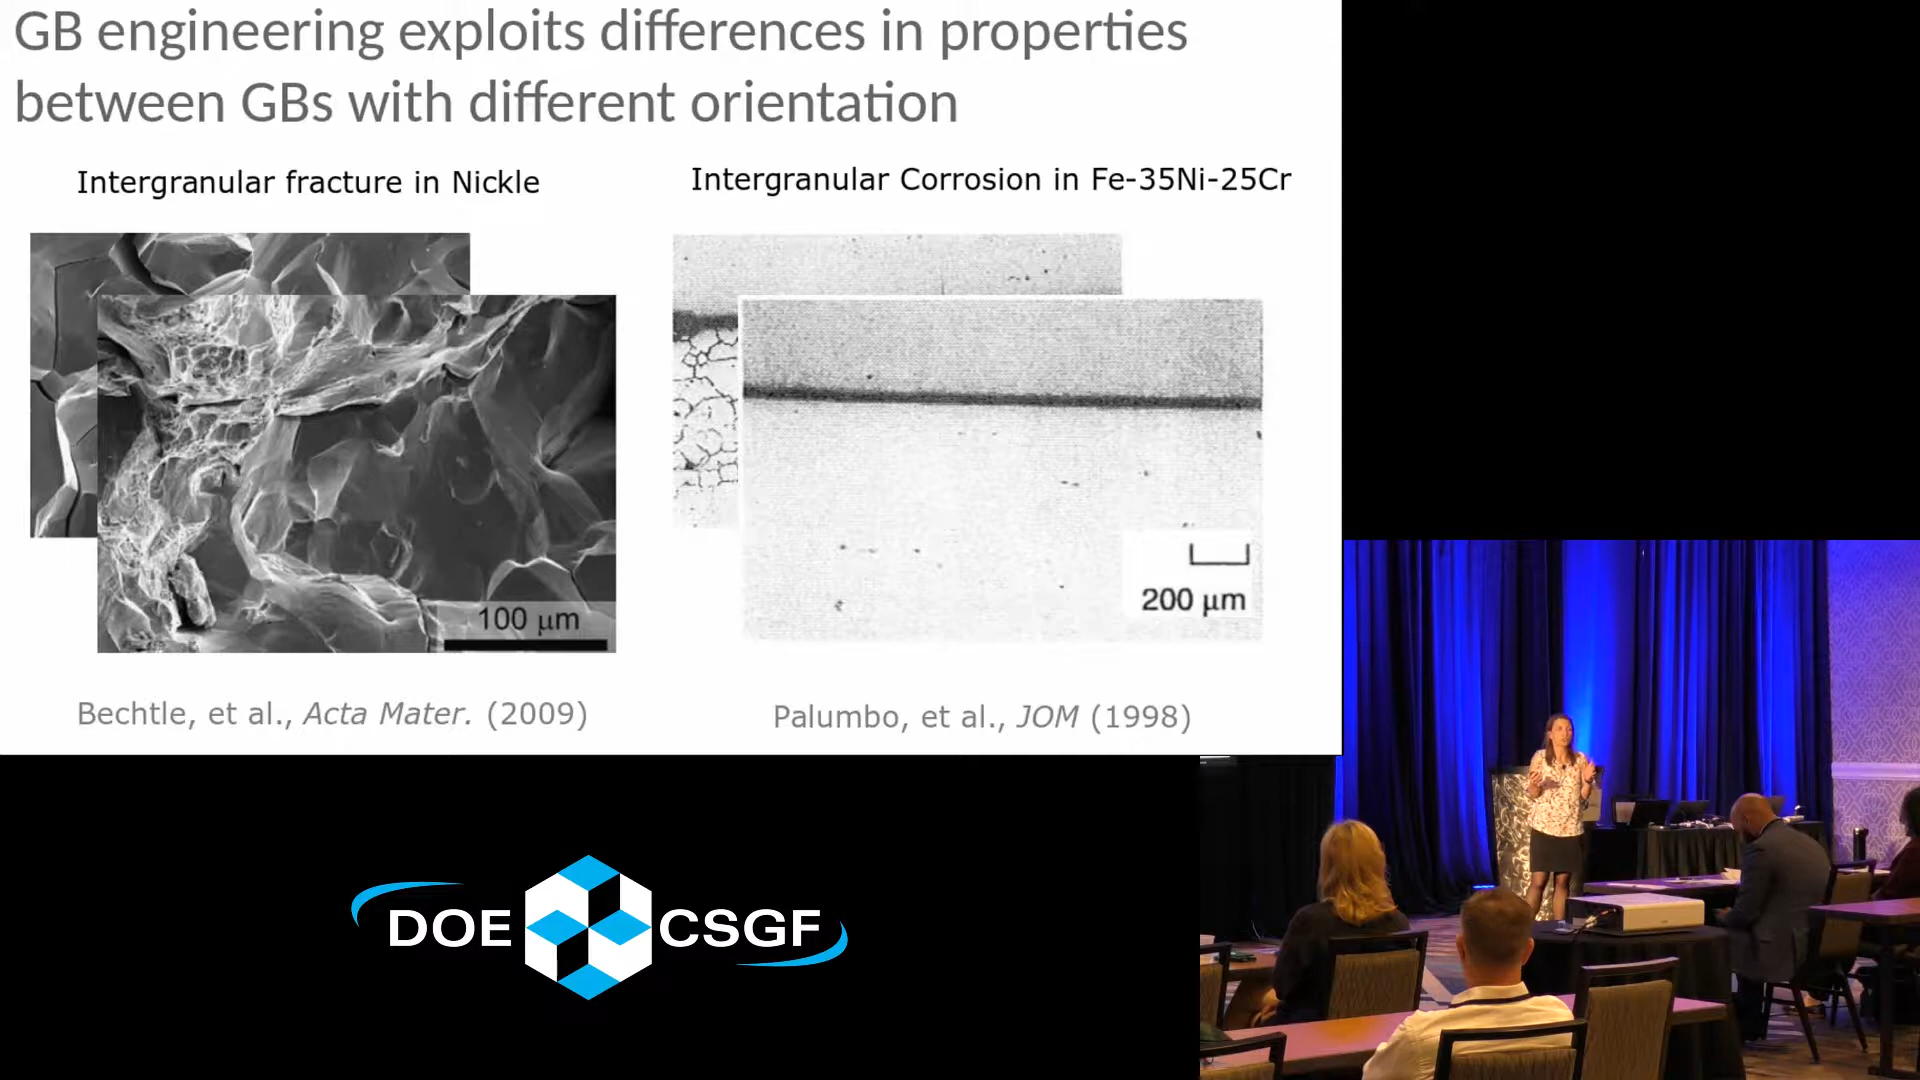 GB engineering exploits differences in properties
between GBs with different orientation
Intergranular fracture in Nickle
Intergranular Corrosion in Fe-35Ni-25Cr
100 μm
200 μm
Bechtle, et al., Acta Mater. (2009)
Palumbo, et al., JOM (1998)
DOE CSGF